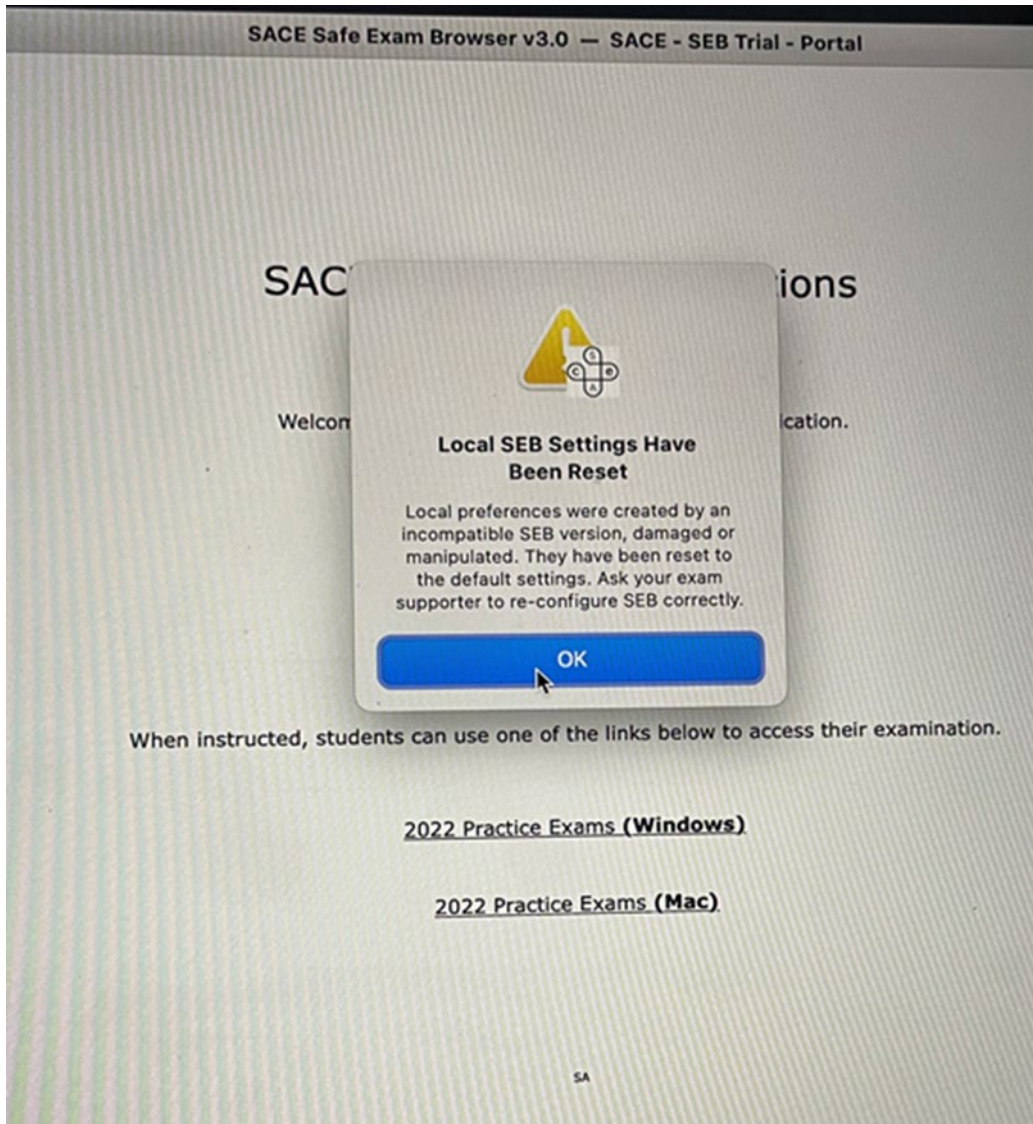 SACE Safe Exam Browser v3.0 — SACE - SEB Trial - Portal
SAC ions
Welcom cation.
Local SEB Settings Have
Been Reset
Local preferences were created by an
incompatible SEB version, damaged or
manipulated. They have been reset to
the default settings. Ask your exam
supporter to re-configure SEB correctly.
OK
When instructed, students can use one of the links below to access their examination.
2022 Practice Exams (Windows)
2022 Practice Exams (Mac)
SA